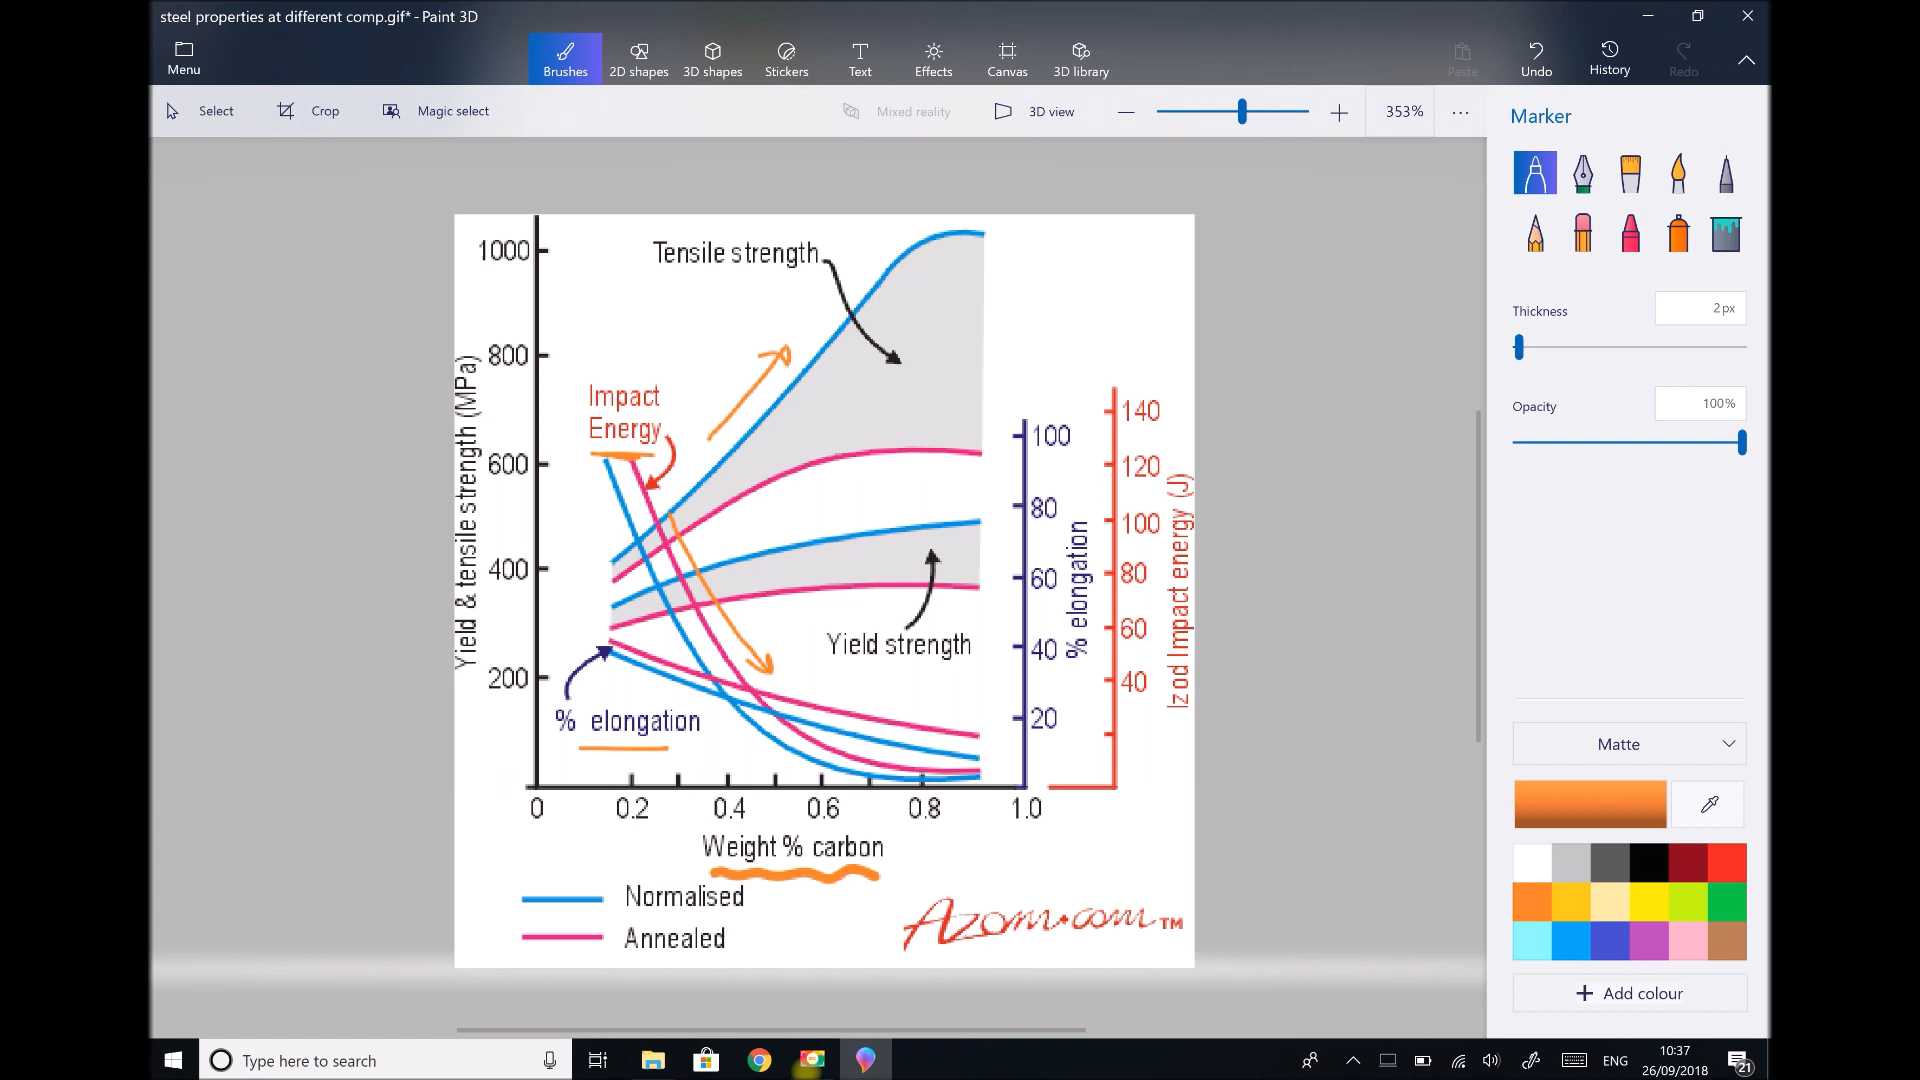 steel properties at different comp.gif* - Paint 3D
Menu
Brushes
2D shapes
3D shapes
Stickers
Text
Effects
Canvas
3D library
Paste
Undo
History
Redo
Select
Crop
Magic select
Mixed reality
3D view
353%
Marker
Thickness
2px
Opacity
100%
Matte
Add colour
Yield & tensile strength (MPa)
1000
800
600
400
200
Tensile strength
Impact
Energy
Yield strength
% elongation
100
80
60
40
20
% elongation
140
120
100
80
60
40
Izod Impact energy (J)
0 0.2 0.4 0.6 0.8 1.0
Weight % carbon
Normalised
Annealed
Azom.com™
Type here to search
ENG
10:37
26/09/2018
21